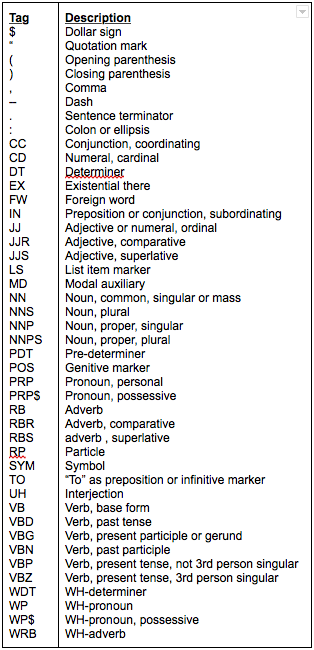 Tag Description
$ Dollar sign
“ Quotation mark
( Opening parenthesis
) Closing parenthesis
, Comma
– Dash
. Sentence terminator
: Colon or ellipsis
CC Conjunction, coordinating
CD Numeral, cardinal
DT Determiner
EX Existential there
FW Foreign word
IN Preposition or conjunction, subordinating
JJ Adjective or numeral, ordinal
JJR Adjective, comparative
JJS Adjective, superlative
LS List item marker
MD Modal auxiliary
NN Noun, common, singular or mass
NNS Noun, plural
NNP Noun, proper, singular
NNPS Noun, proper, plural
PDT Pre-determiner
POS Genitive marker
PRP Pronoun, personal
PRP$ Pronoun, possessive
RB Adverb
RBR Adverb, comparative
RBS adverb , superlative
RP Particle
SYM Symbol
TO “To” as preposition or infinitive marker
UH Interjection
VB Verb, base form
VBD Verb, past tense
VBG Verb, present participle or gerund
VBN Verb, past participle
VBP Verb, present tense, not 3rd person singular
VBZ Verb, present tense, 3rd person singular
WDT WH-determiner
WP WH-pronoun
WP$ WH-pronoun, possessive
WRB WH-adverb